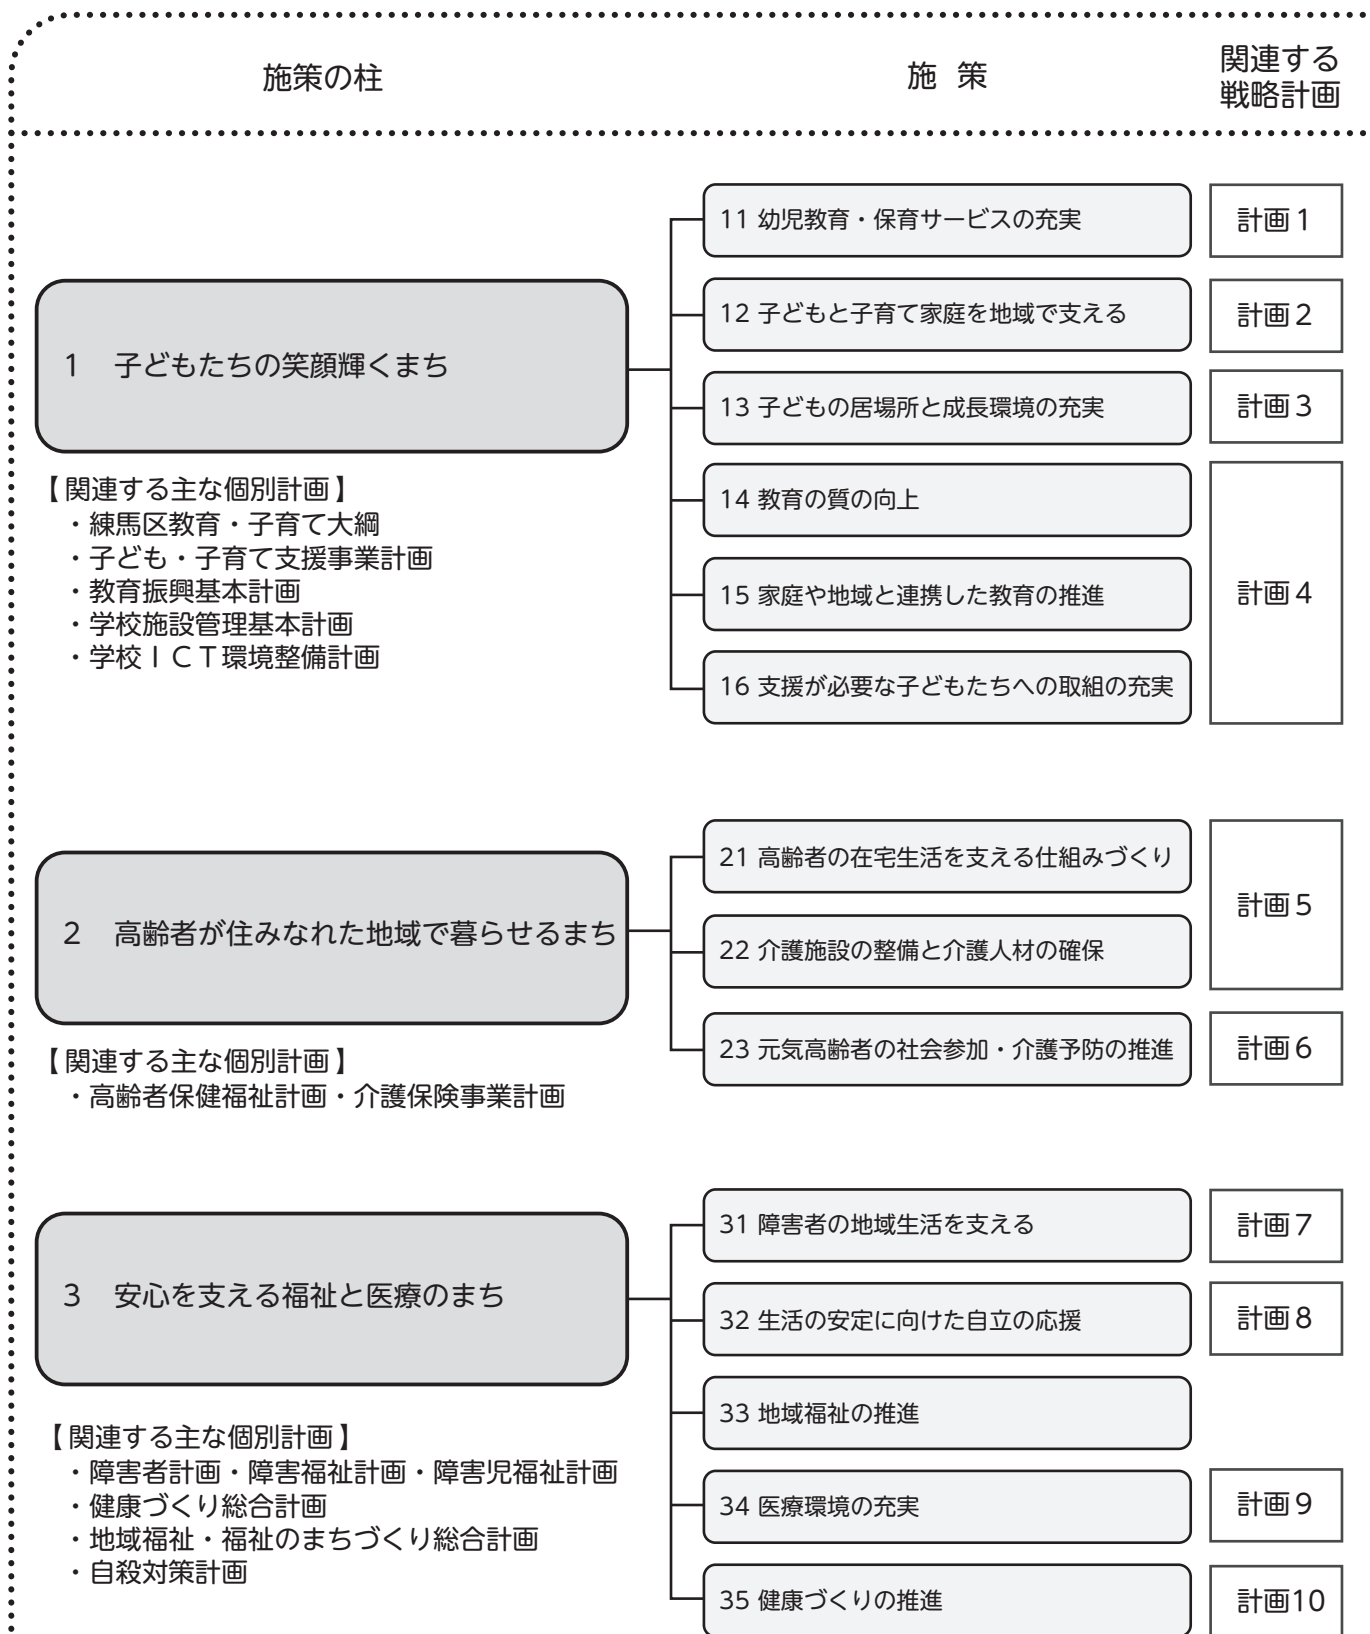 施策の柱
施 策
関連する
戦略計画
1 子どもたちの笑顔輝くまち
【関連する主な個別計画】
・練馬区教育・子育て大綱
・子ども・子育て支援事業計画
・教育振興基本計画
・学校施設管理基本計画
・学校ICT環境整備計画
11 幼児教育・保育サービスの充実
計画1
12 子どもと子育て家庭を地域で支える
計画2
13 子どもの居場所と成長環境の充実
計画3
14 教育の質の向上
15 家庭や地域と連携した教育の推進
16 支援が必要な子どもたちへの取組の充実
計画4
2 高齢者が住みなれた地域で暮らせるまち
【関連する主な個別計画】
・高齢者保健福祉計画・介護保険事業計画
21 高齢者の在宅生活を支える仕組みづくり
22 介護施設の整備と介護人材の確保
計画5
23 元気高齢者の社会参加・介護予防の推進
計画6
3 安心を支える福祉と医療のまち
【関連する主な個別計画】
・障害者計画・障害福祉計画・障害児福祉計画
・健康づくり総合計画
・地域福祉・福祉のまちづくり総合計画
・自殺対策計画
31 障害者の地域生活を支える
計画7
32 生活の安定に向けた自立の応援
計画8
33 地域福祉の推進
34 医療環境の充実
計画9
35 健康づくりの推進
計画10